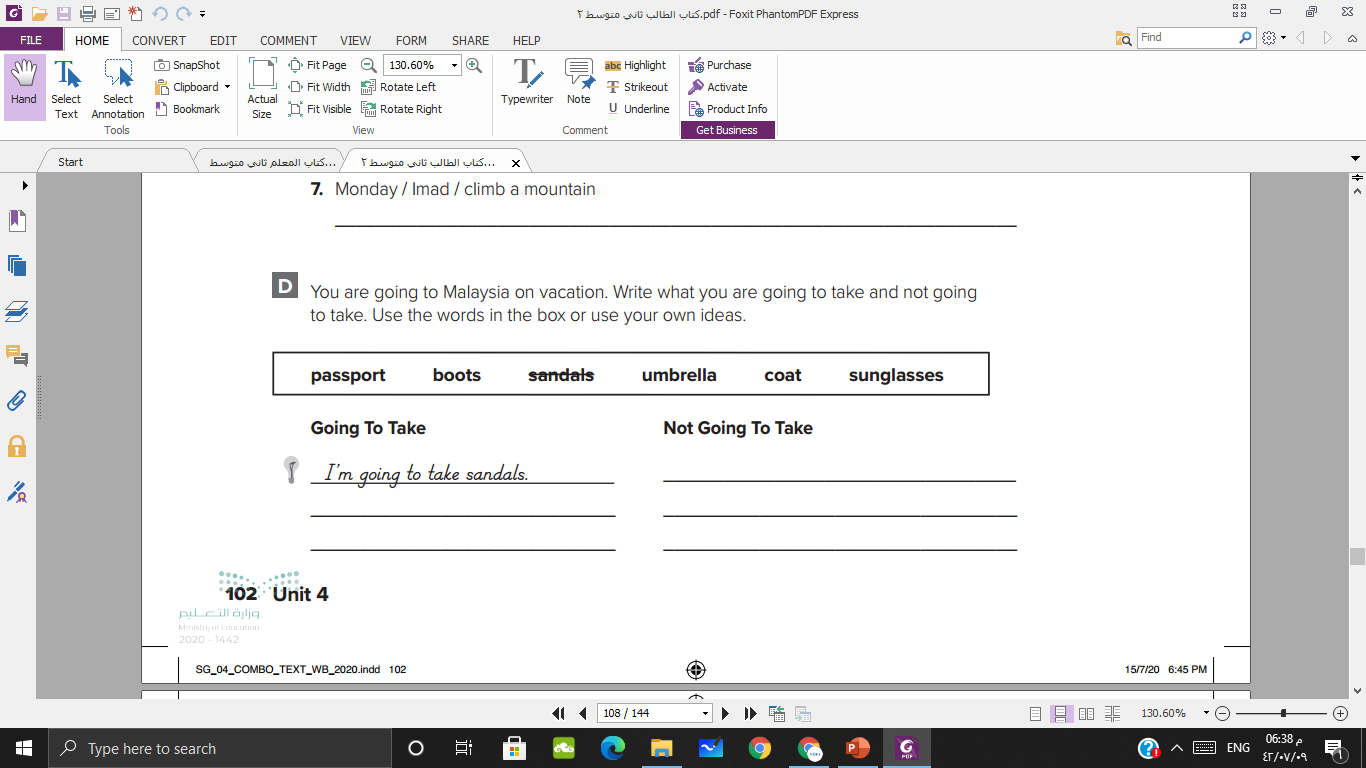 كتاب الطالب ثاني متوسط ٢.pdf - Foxit PhantomPDF Express
FILE HOME CONVERT EDIT COMMENT VIEW FORM SHARE HELP
Find
Hand
Select Text
Select Annotation
SnapShot
Clipboard
Bookmark
Tools
Actual Size
Fit Page
Fit Width
Fit Visible
130.60%
Rotate Left
Rotate Right
View
Typewriter
Note
Highlight
Strikeout
Underline
Comment
Purchase
Activate
Product Info
Get Business
Start
كتاب المعلم ثاني متوسط...
كتاب الطالب ثاني متوسط ٢...
7. Monday / Imad / climb a mountain
D You are going to Malaysia on vacation. Write what you are going to take and not going
to take. Use the words in the box or use your own ideas.
passport boots sandals umbrella coat sunglasses
Going To Take Not Going To Take
I'm going to take sandals.
102 Unit 4
وزارة التعليم
Ministry of Education
2020 - 1442
SG_04_COMBO_TEXT_WB_2020.indd 102
15/7/20 6:45 PM
108 / 144
130.60%
Type here to search
ENG
06:38 م
٤٢/٠٧/٠٩
1